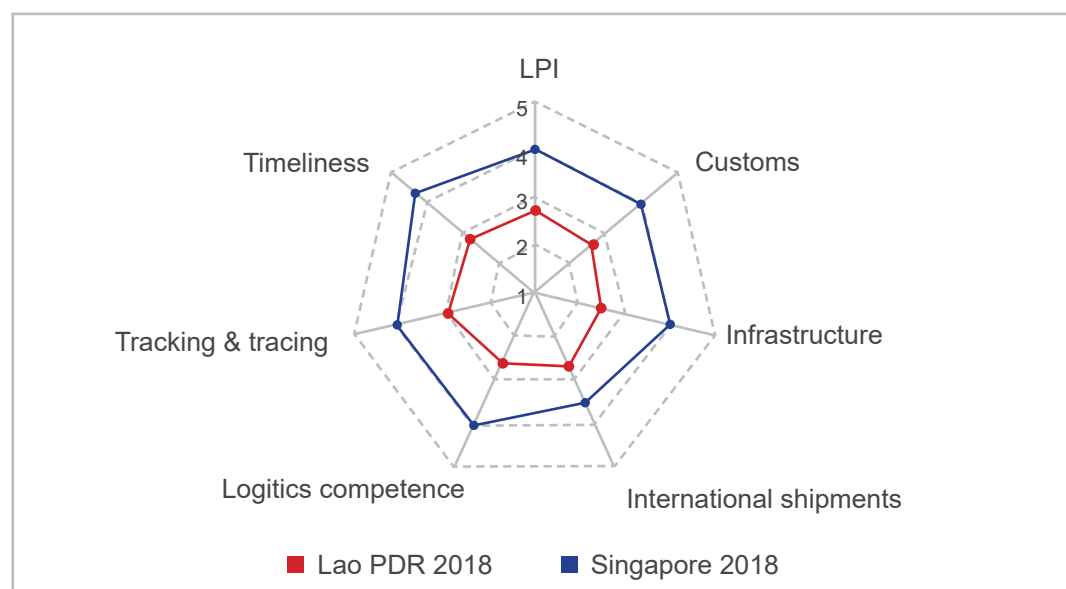 LPI
5
4
3
2
1
Timeliness
Customs
Tracking & tracing
Infrastructure
Logitics competence
International shipments
Lao PDR 2018
Singapore 2018